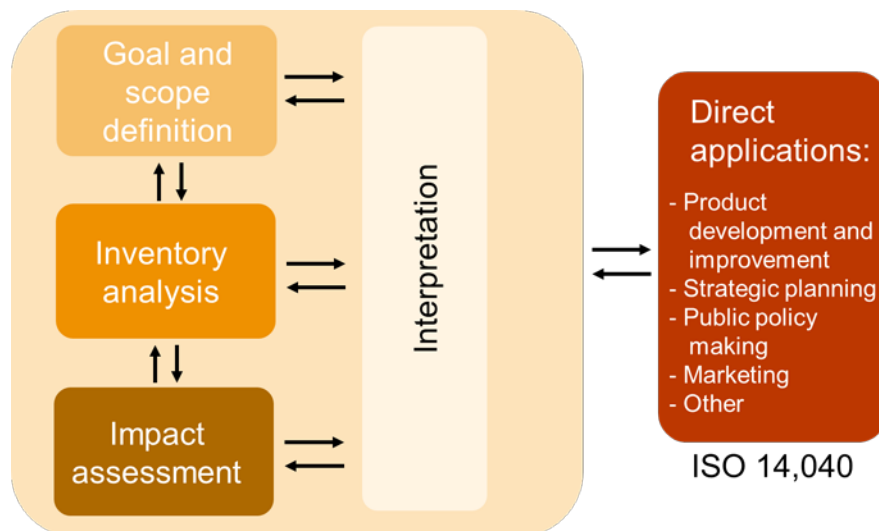 Goal and
scope
definition
Inventory
analysis
Impact
assessment
Interpretation
Direct
applications:
- Product
development and
improvement
- Strategic planning
- Public policy
making
- Marketing
- Other
ISO 14,040